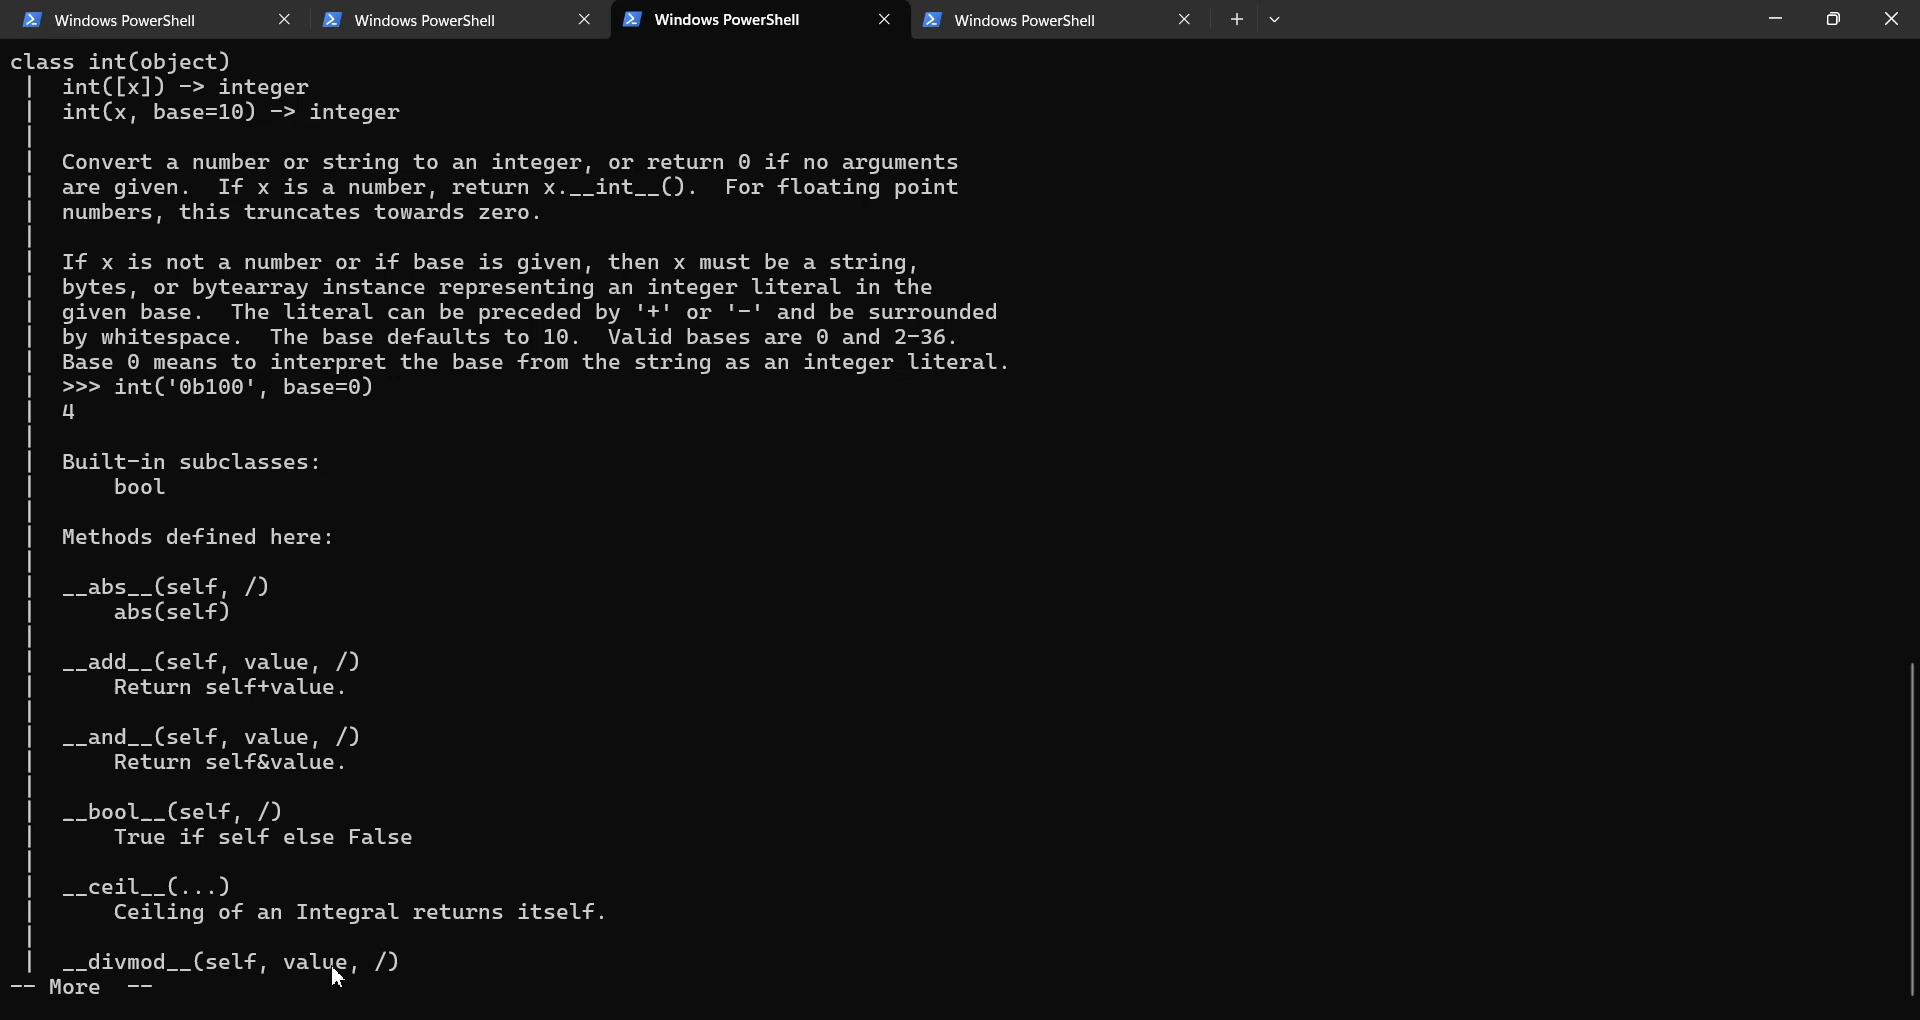 Windows PowerShell
Windows PowerShell
Windows PowerShell
Windows PowerShell
class int(object)
 |  int([x]) -> integer
 |  int(x, base=10) -> integer
 |
 |  Convert a number or string to an integer, or return 0 if no arguments
 |  are given.  If x is a number, return x.__int__().  For floating point
 |  numbers, this truncates towards zero.
 |
 |  If x is not a number or if base is given, then x must be a string,
 |  bytes, or bytearray instance representing an integer literal in the
 |  given base.  The literal can be preceded by '+' or '-' and be surrounded
 |  by whitespace.  The base defaults to 10.  Valid bases are 0 and 2-36.
 |  Base 0 means to interpret the base from the string as an integer literal.
 |  >>> int('0b100', base=0)
 |  4
 |
 |  Built-in subclasses:
 |      bool
 |
 |  Methods defined here:
 |
 |  __abs__(self, /)
 |      abs(self)
 |
 |  __add__(self, value, /)
 |      Return self+value.
 |
 |  __and__(self, value, /)
 |      Return self&value.
 |
 |  __bool__(self, /)
 |      True if self else False
 |
 |  __ceil__(...)
 |      Ceiling of an Integral returns itself.
 |
 |  __divmod__(self, value, /)
-- More  --